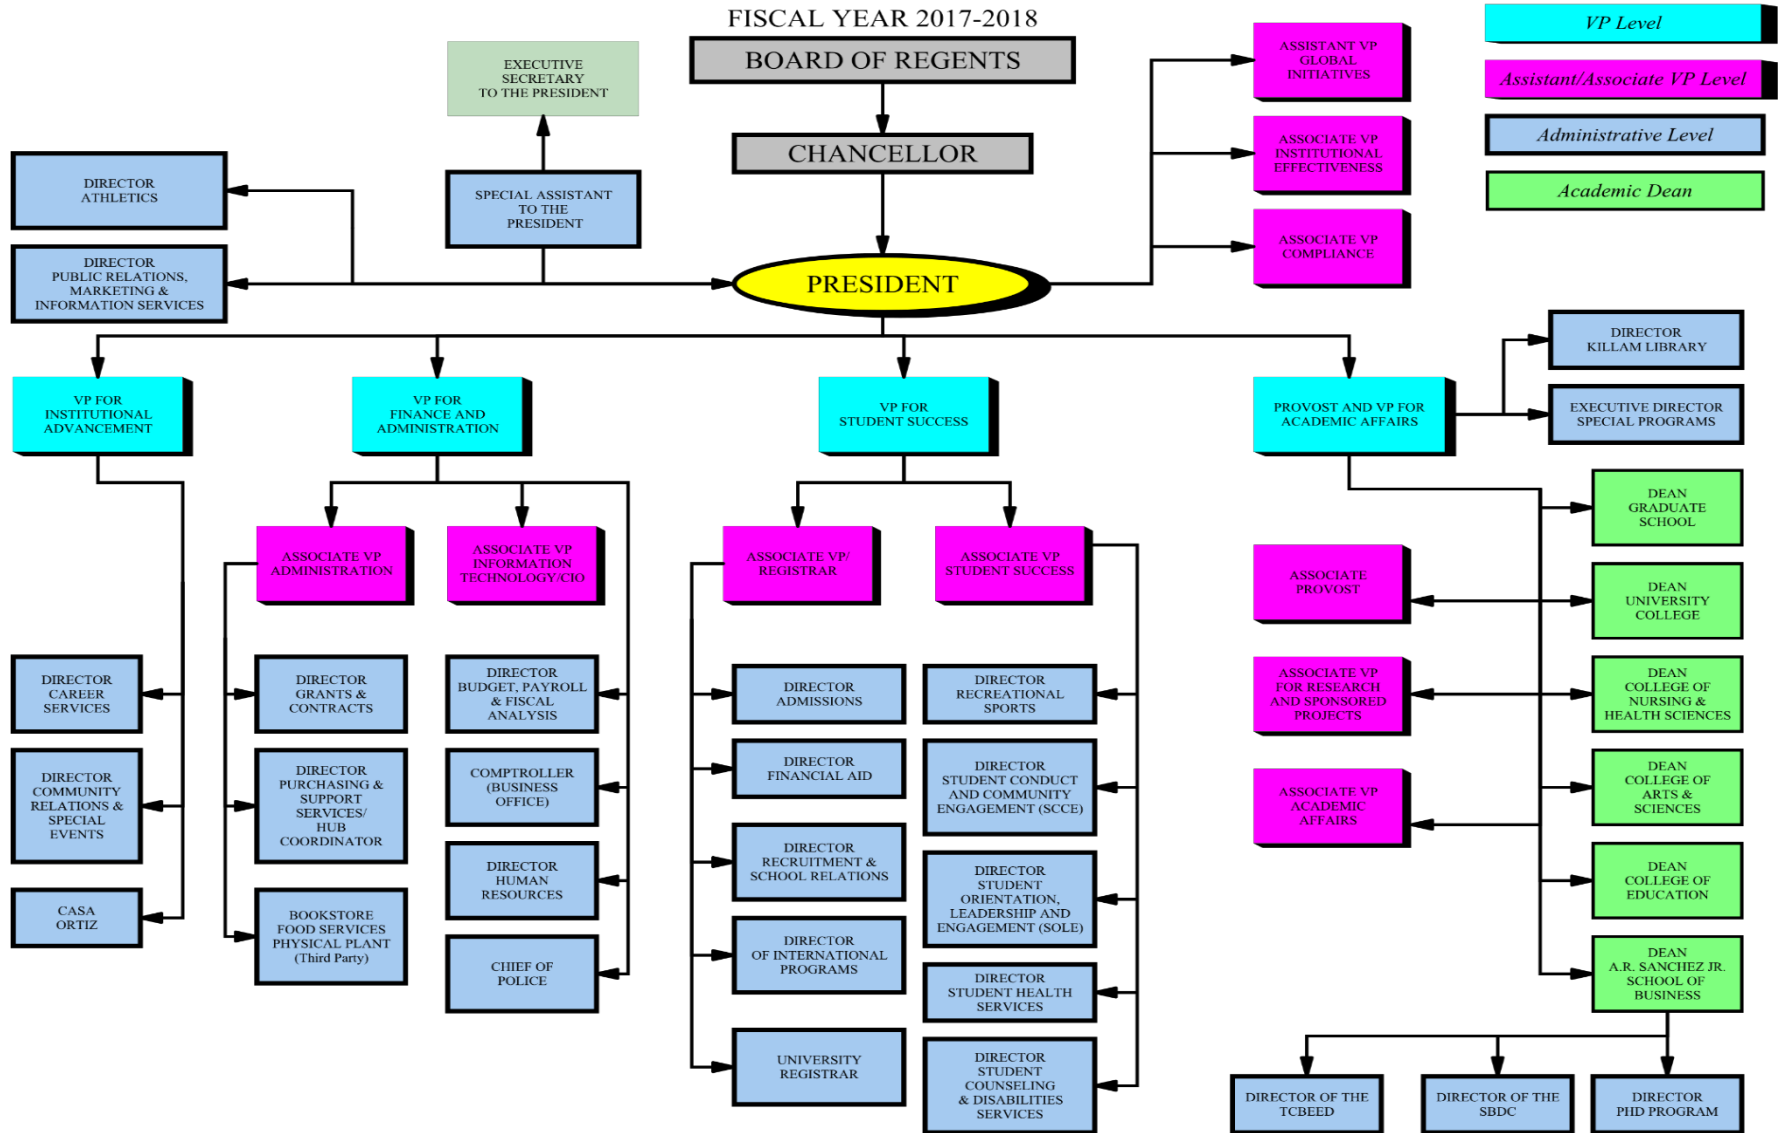 FISCAL YEAR 2017-2018
BOARD OF REGENTS
CHANCELLOR
PRESIDENT
EXECUTIVE
SECRETARY
TO THE PRESIDENT
SPECIAL ASSISTANT
TO THE
PRESIDENT
DIRECTOR
ATHLETICS
DIRECTOR
PUBLIC RELATIONS,
MARKETING &
INFORMATION SERVICES
ASSISTANT VP
GLOBAL
INITIATIVES
ASSOCIATE VP
INSTITUTIONAL
EFFECTIVENESS
ASSOCIATE VP
COMPLIANCE
VP Level
Assistant/Associate VP Level
Administrative Level
Academic Dean
VP FOR
INSTITUTIONAL
ADVANCEMENT
VP FOR
FINANCE AND
ADMINISTRATION
VP FOR
STUDENT SUCCESS
PROVOST AND VP FOR
ACADEMIC AFFAIRS
DIRECTOR
KILLAM LIBRARY
EXECUTIVE DIRECTOR
SPECIAL PROGRAMS
DIRECTOR
CAREER
SERVICES
DIRECTOR
COMMUNITY
RELATIONS &
SPECIAL
EVENTS
CASA
ORTIZ
ASSOCIATE VP
ADMINISTRATION
ASSOCIATE VP
INFORMATION
TECHNOLOGY/CIO
DIRECTOR
GRANTS &
CONTRACTS
DIRECTOR
PURCHASING &
SUPPORT
SERVICES/
HUB
COORDINATOR
BOOKSTORE
FOOD SERVICES
PHYSICAL PLANT
(Third Party)
DIRECTOR
BUDGET, PAYROLL
& FISCAL
ANALYSIS
COMPTROLLER
(BUSINESS
OFFICE)
DIRECTOR
HUMAN
RESOURCES
CHIEF OF
POLICE
ASSOCIATE VP/
REGISTRAR
ASSOCIATE VP
STUDENT SUCCESS
DIRECTOR
ADMISSIONS
DIRECTOR
FINANCIAL AID
DIRECTOR
RECRUITMENT &
SCHOOL RELATIONS
DIRECTOR
OF INTERNATIONAL
PROGRAMS
UNIVERSITY
REGISTRAR
DIRECTOR
RECREATIONAL
SPORTS
DIRECTOR
STUDENT CONDUCT
AND COMMUNITY
ENGAGEMENT (SCCE)
DIRECTOR
STUDENT
ORIENTATION,
LEADERSHIP AND
ENGAGEMENT (SOLE)
DIRECTOR
STUDENT HEALTH
SERVICES
DIRECTOR
STUDENT
COUNSELING
& DISABILITIES
SERVICES
ASSOCIATE
PROVOST
ASSOCIATE VP
FOR RESEARCH
AND SPONSORED
PROJECTS
ASSOCIATE VP
ACADEMIC
AFFAIRS
DEAN
GRADUATE
SCHOOL
DEAN
UNIVERSITY
COLLEGE
DEAN
COLLEGE OF
NURSING &
HEALTH SCIENCES
DEAN
COLLEGE OF
ARTS &
SCIENCES
DEAN
COLLEGE OF
EDUCATION
DEAN
A.R. SANCHEZ JR.
SCHOOL OF
BUSINESS
DIRECTOR OF THE
TCBEED
DIRECTOR OF THE
SBDC
DIRECTOR
PHD PROGRAM